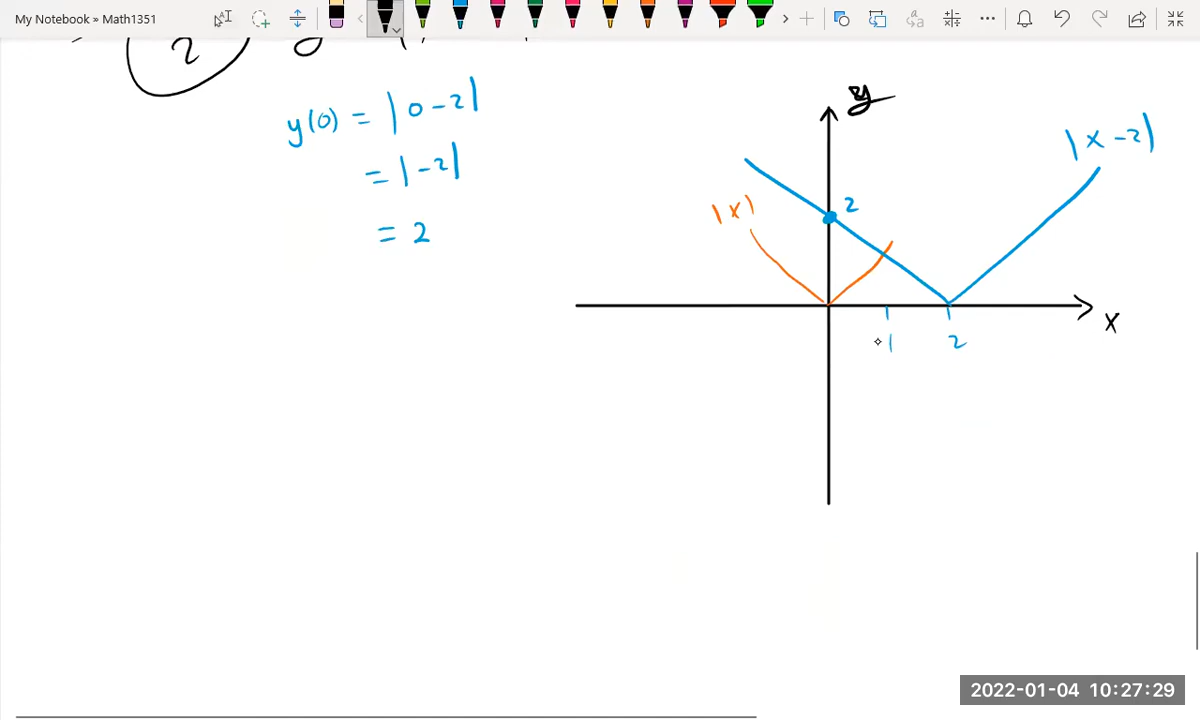 My Notebook » Math1351
2
y
y(0) = |0-2|
= |-2|
= 2
y
|x-2|
|x|
2
x
1
2
2022-01-04 10:27:29